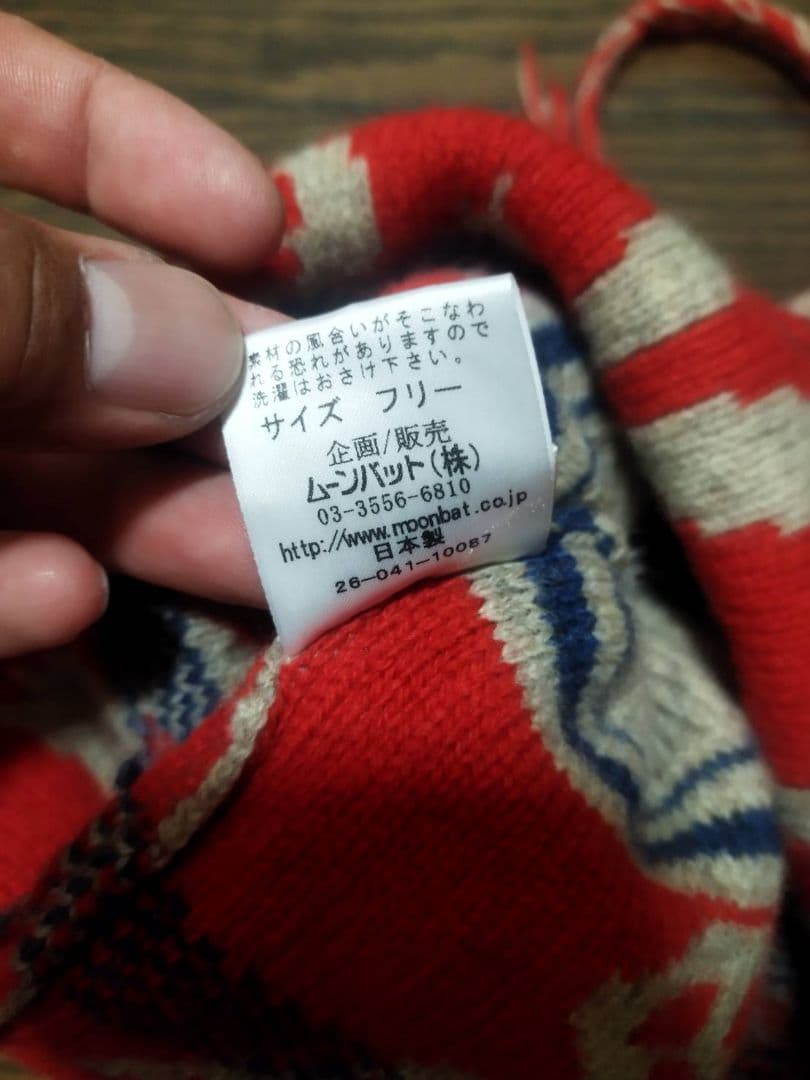 素材の風合いがそこなわ
れる恐れがありますので
洗濯はおさけ下さい。
サイズ フリー
企画/販売
ムーンバット(株)
03-3556-6810
http://www.moonbat.co.jp
日本製
26-041-10087